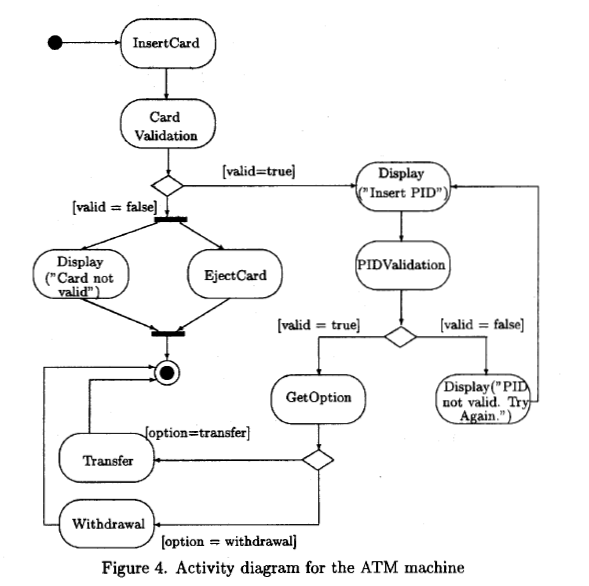 InsertCard
Card
Validation
[valid=true]
Display
("Insert PID")
[valid = false]
Display
("Card not
valid")
EjectCard
PIDValidation
[valid = true]
[valid = false]
GetOption
Display("PID
not valid. Try
Again.")
[option=transfer]
Transfer
Withdrawal
[option = withdrawal]
Figure 4. Activity diagram for the ATM machine